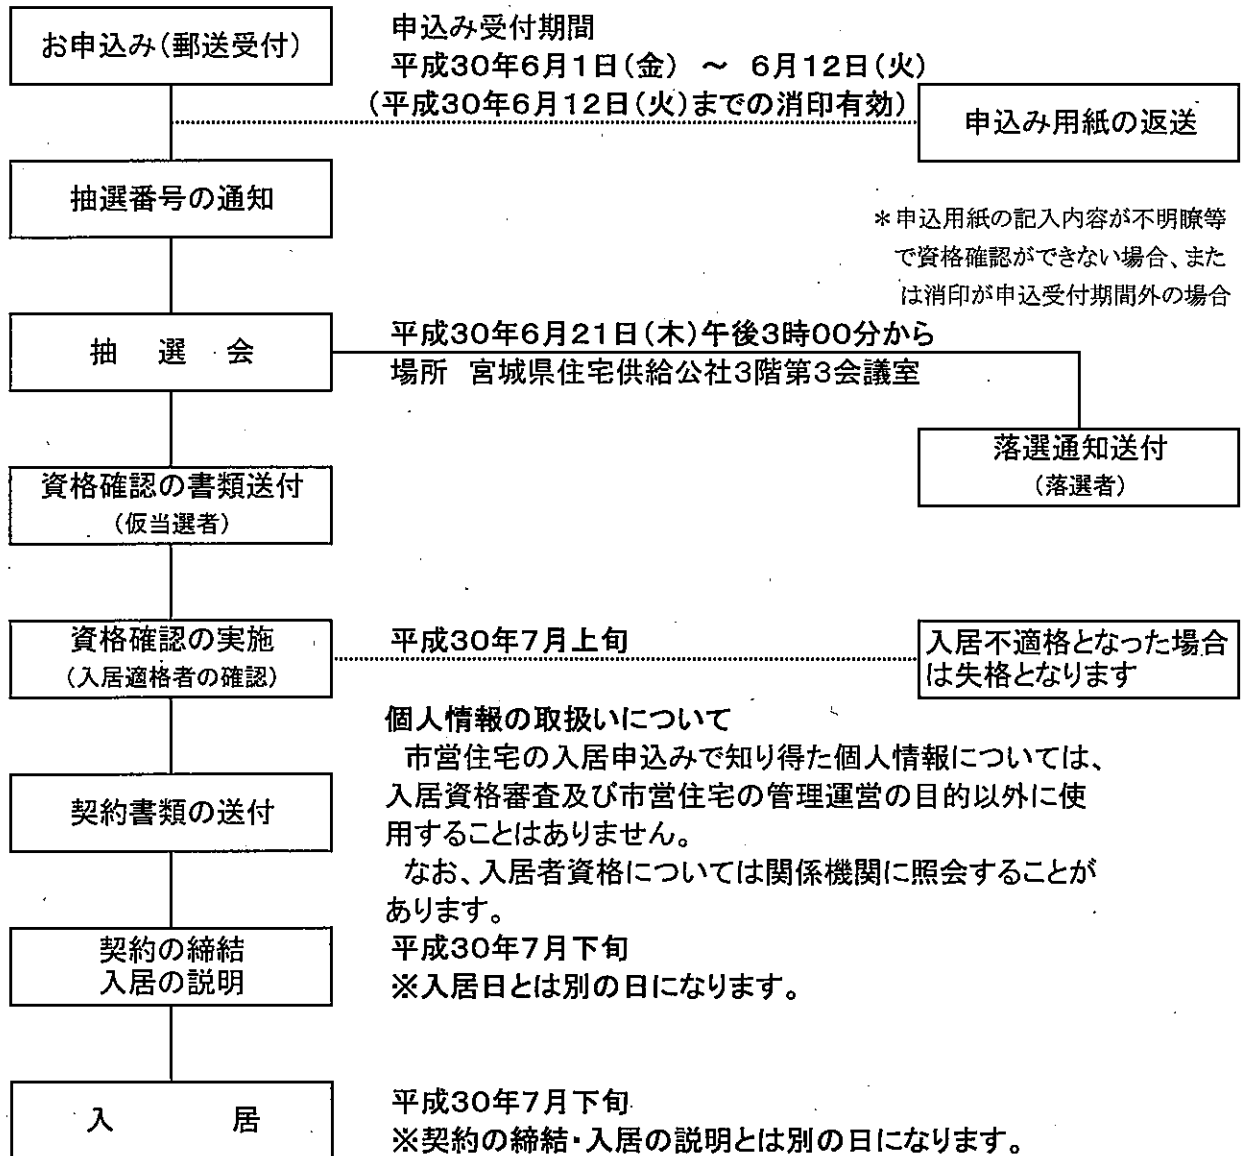 お申込み(郵送受付)
申込み受付期間
平成30年6月1日(金) ~ 6月12日(火)
(平成30年6月12日(火)までの消印有効)
申込み用紙の返送
抽選番号の通知
*申込用紙の記入内容が不明瞭等
で資格確認ができない場合、また
は消印が申込受付期間外の場合
抽 選 会
平成30年6月21日(木)午後3時00分から
場所 宮城県住宅供給公社3階第3会議室
落選通知送付
(落選者)
資格確認の書類送付
(仮当選者)
資格確認の実施
(入居適格者の確認)
平成30年7月上旬
入居不適格となった場合
は失格となります
個人情報の取扱いについて
市営住宅の入居申込みで知り得た個人情報については、
入居資格審査及び市営住宅の管理運営の目的以外に使
用することはありません。
なお、入居者資格については関係機関に照会することが
あります。
契約書類の送付
契約の締結
入居の説明
平成30年7月下旬
※入居日とは別の日になります。
入 居
平成30年7月下旬
※契約の締結・入居の説明とは別の日になります。